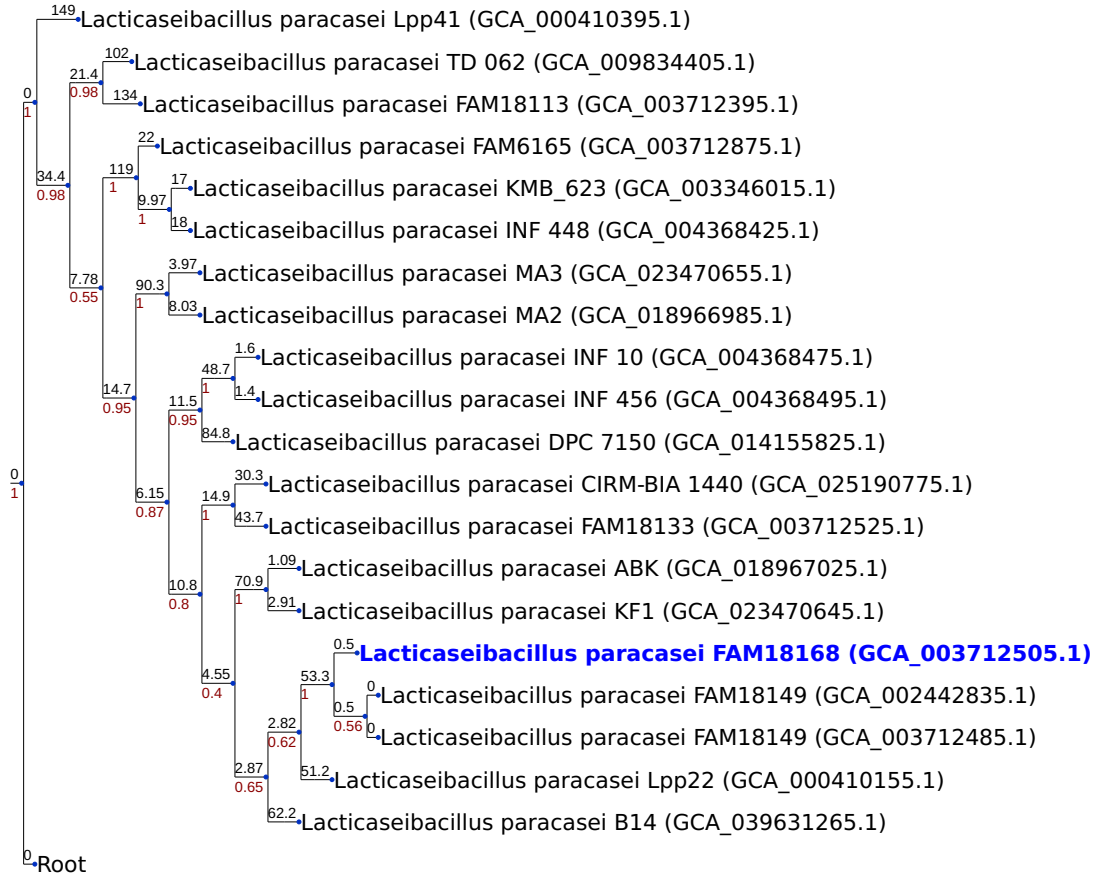 149 Lacticaseibacillus paracasei Lpp41 (GCA_000410395.1)
102 Lacticaseibacillus paracasei TD 062 (GCA_009834405.1)
21.4
0.98
0
1
134 Lacticaseibacillus paracasei FAM18113 (GCA_003712395.1)
22 Lacticaseibacillus paracasei FAM6165 (GCA_003712875.1)
34.4
0.98
119
1
17 Lacticaseibacillus paracasei KMB_623 (GCA_003346015.1)
9.97
1
18 Lacticaseibacillus paracasei INF 448 (GCA_004368425.1)
7.78
0.55
3.97 Lacticaseibacillus paracasei MA3 (GCA_023470655.1)
90.3
1
8.03 Lacticaseibacillus paracasei MA2 (GCA_018966985.1)
1.6 Lacticaseibacillus paracasei INF 10 (GCA_004368475.1)
48.7
1
14.7
0.95
1.4 Lacticaseibacillus paracasei INF 456 (GCA_004368495.1)
11.5
0.95
84.8 Lacticaseibacillus paracasei DPC 7150 (GCA_014155825.1)
0
1
30.3 Lacticaseibacillus paracasei CIRM-BIA 1440 (GCA_025190775.1)
6.15
0.87
14.9
1
43.7 Lacticaseibacillus paracasei FAM18133 (GCA_003712525.1)
1.09 Lacticaseibacillus paracasei ABK (GCA_018967025.1)
10.8
0.8
70.9
1
2.91 Lacticaseibacillus paracasei KF1 (GCA_023470645.1)
0.5 Lacticaseibacillus paracasei FAM18168 (GCA_003712505.1)
4.55
0.4
53.3
1
0 Lacticaseibacillus paracasei FAM18149 (GCA_002442835.1)
0.5
0.56
2.82
0.62
0 Lacticaseibacillus paracasei FAM18149 (GCA_003712485.1)
2.87
0.65
51.2 Lacticaseibacillus paracasei Lpp22 (GCA_000410155.1)
62.2 Lacticaseibacillus paracasei B14 (GCA_039631265.1)
0 Root